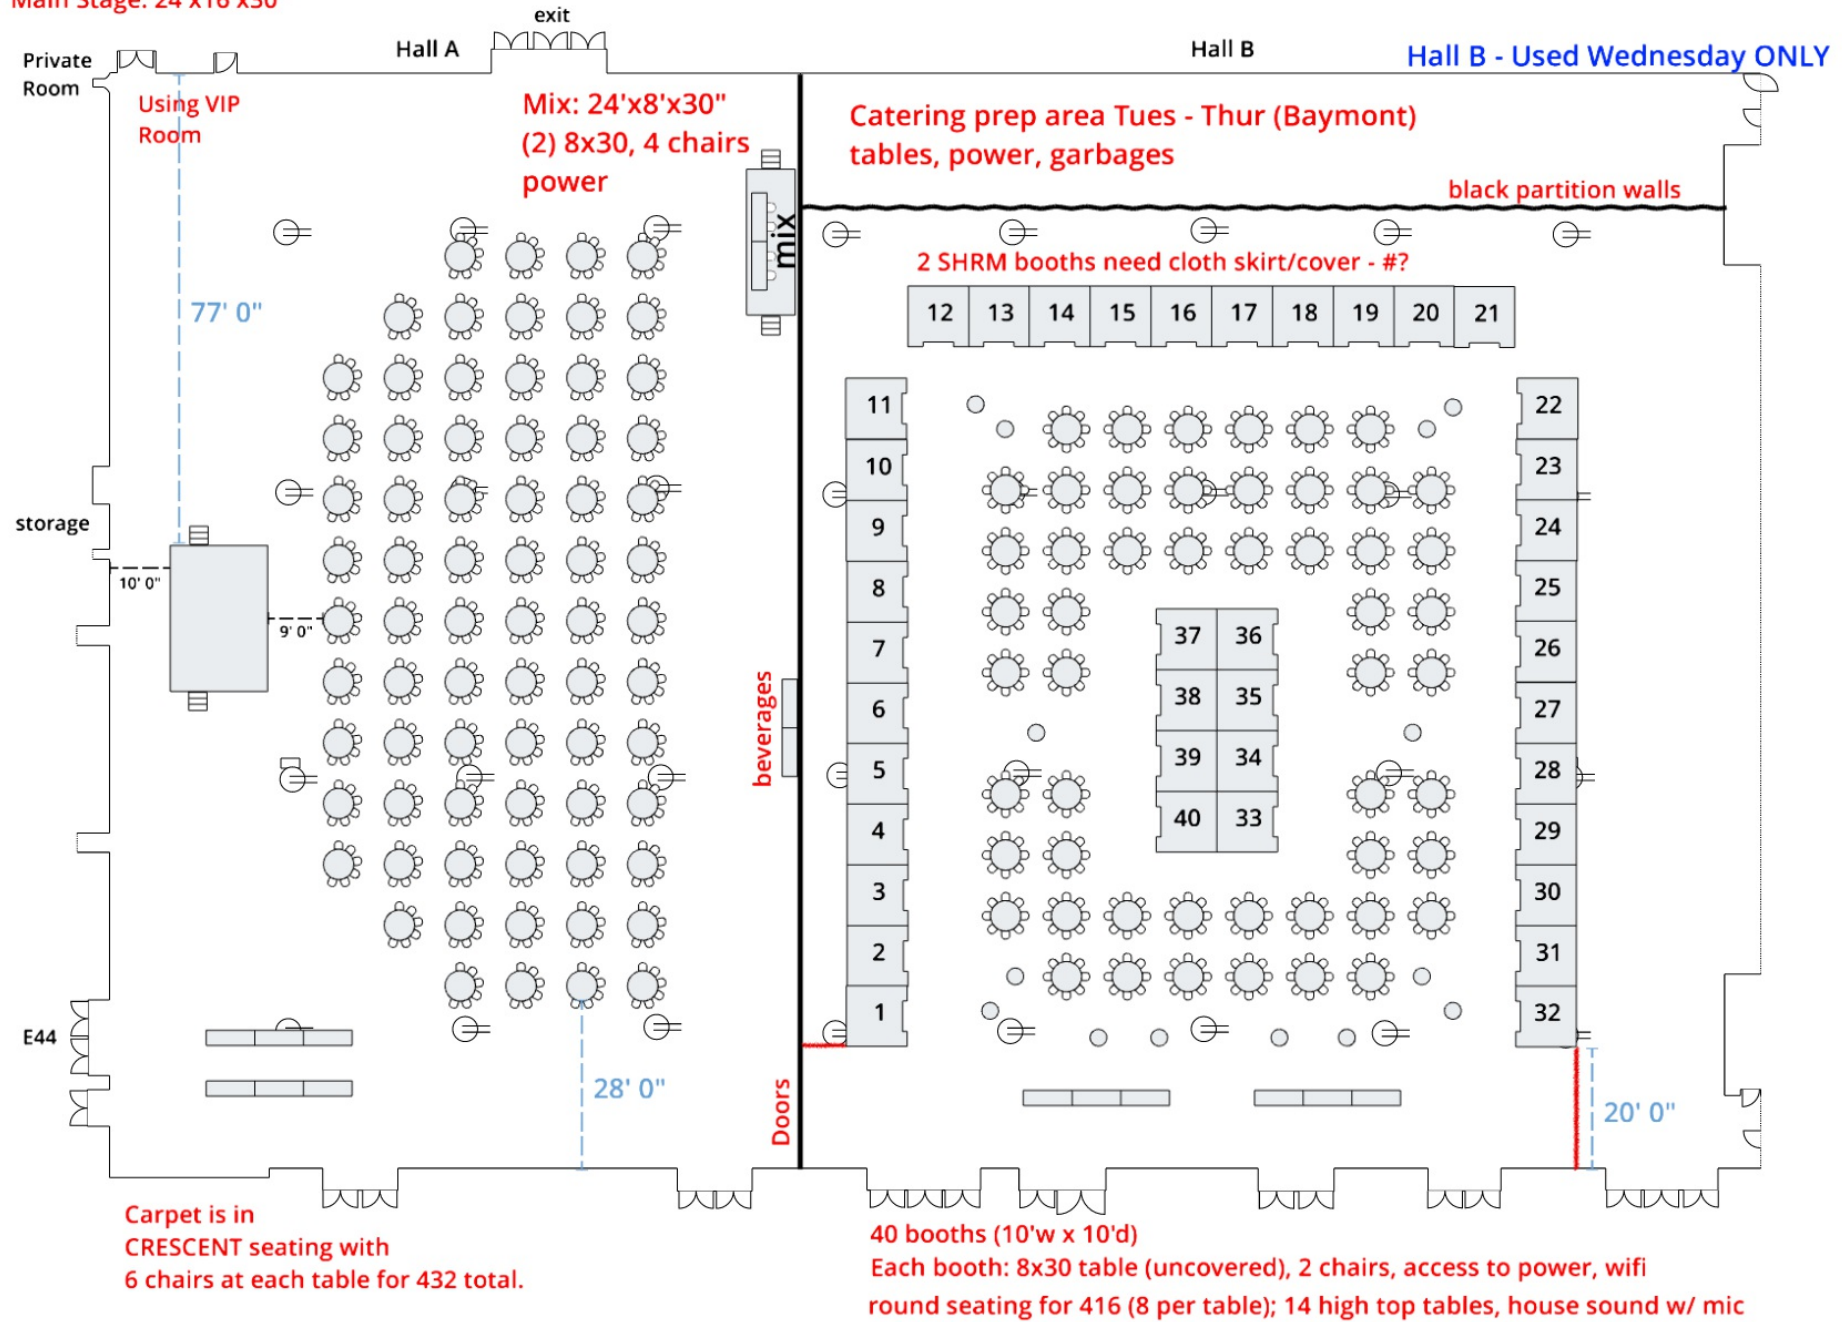 Main Stage: 24'x16'x30"
exit
Hall A
Hall B
Hall B - Used Wednesday ONLY
Private
Room
Using VIP
Room
Mix: 24'x8'x30"
(2) 8x30, 4 chairs
power
Catering prep area Tues - Thur (Baymont)
tables, power, garbages
black partition walls
mix
2 SHRM booths need cloth skirt/cover - #?
77' 0"
12 13 14 15 16 17 18 19 20 21
11
22
10
23
storage
9
24
10' 0"
8
25
9' 0"
37 36
7
26
38 35
6
27
beverages
39 34
5
28
40 33
4
29
3
30
2
31
1
32
E44
28' 0"
Doors
20' 0"
Carpet is in
CRESCENT seating with
6 chairs at each table for 432 total.
40 booths (10'w x 10'd)
Each booth: 8x30 table (uncovered), 2 chairs, access to power, wifi
round seating for 416 (8 per table); 14 high top tables, house sound w/ mic